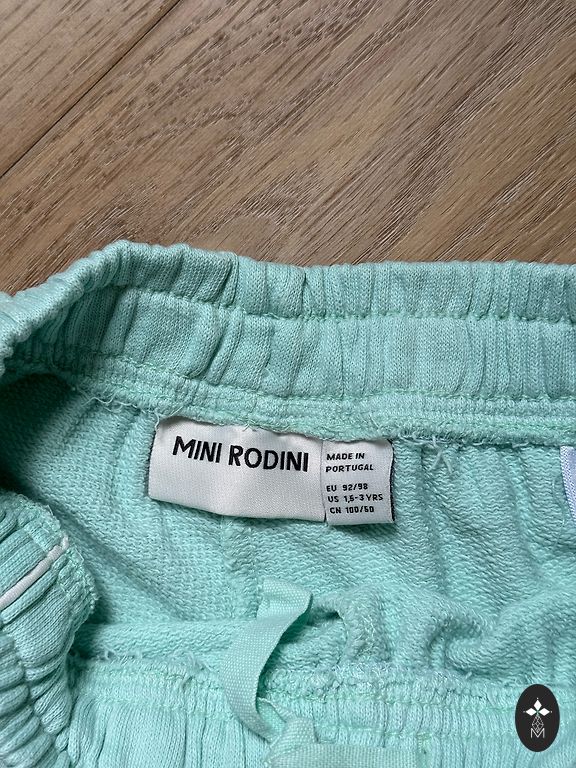 MINI RODINI
MADE IN
PORTUGAL
EU 92/98
US 1,5-3 YRS
CN 100/50
M